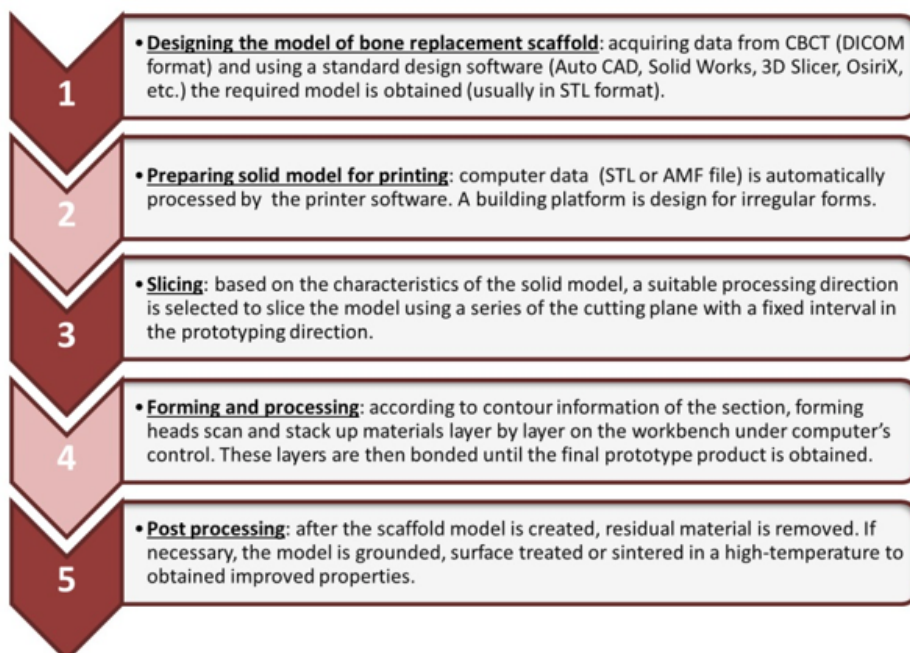 1
• Designing the model of bone replacement scaffold: acquiring data from CBCT (DICOM
format) and using a standard design software (Auto CAD, Solid Works, 3D Slicer, OsiriX,
etc.) the required model is obtained (usually in STL format).
2
• Preparing solid model for printing: computer data (STL or AMF file) is automatically
processed by the printer software. A building platform is design for irregular forms.
3
• Slicing: based on the characteristics of the solid model, a suitable processing direction
is selected to slice the model using a series of the cutting plane with a fixed interval in
the prototyping direction.
4
• Forming and processing: according to contour information of the section, forming
heads scan and stack up materials layer by layer on the workbench under computer's
control. These layers are then bonded until the final prototype product is obtained.
5
• Post processing: after the scaffold model is created, residual material is removed. If
necessary, the model is grounded, surface treated or sintered in a high-temperature to
obtained improved properties.